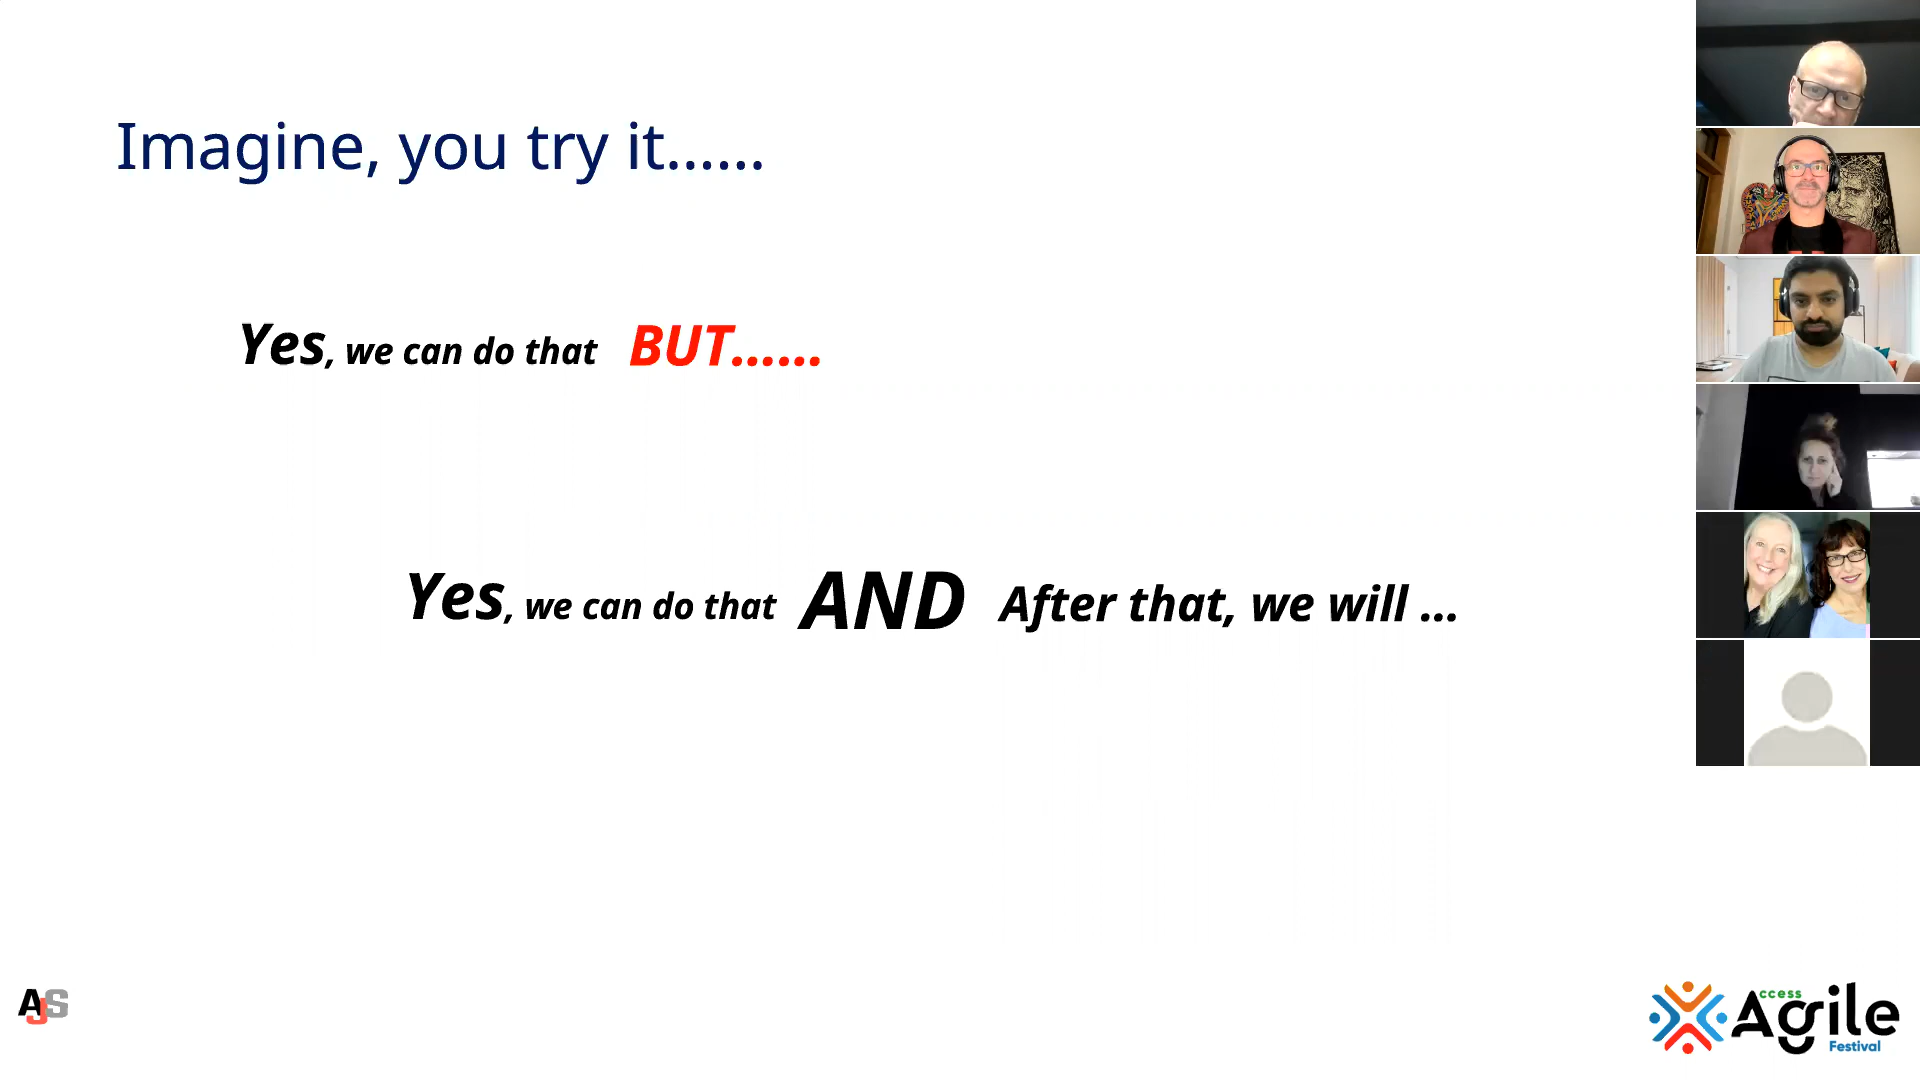 Imagine, you try it......
Yes, we can do that BUT......
Yes, we can do that AND After that, we will ...
AJS
Access Agile
Festival